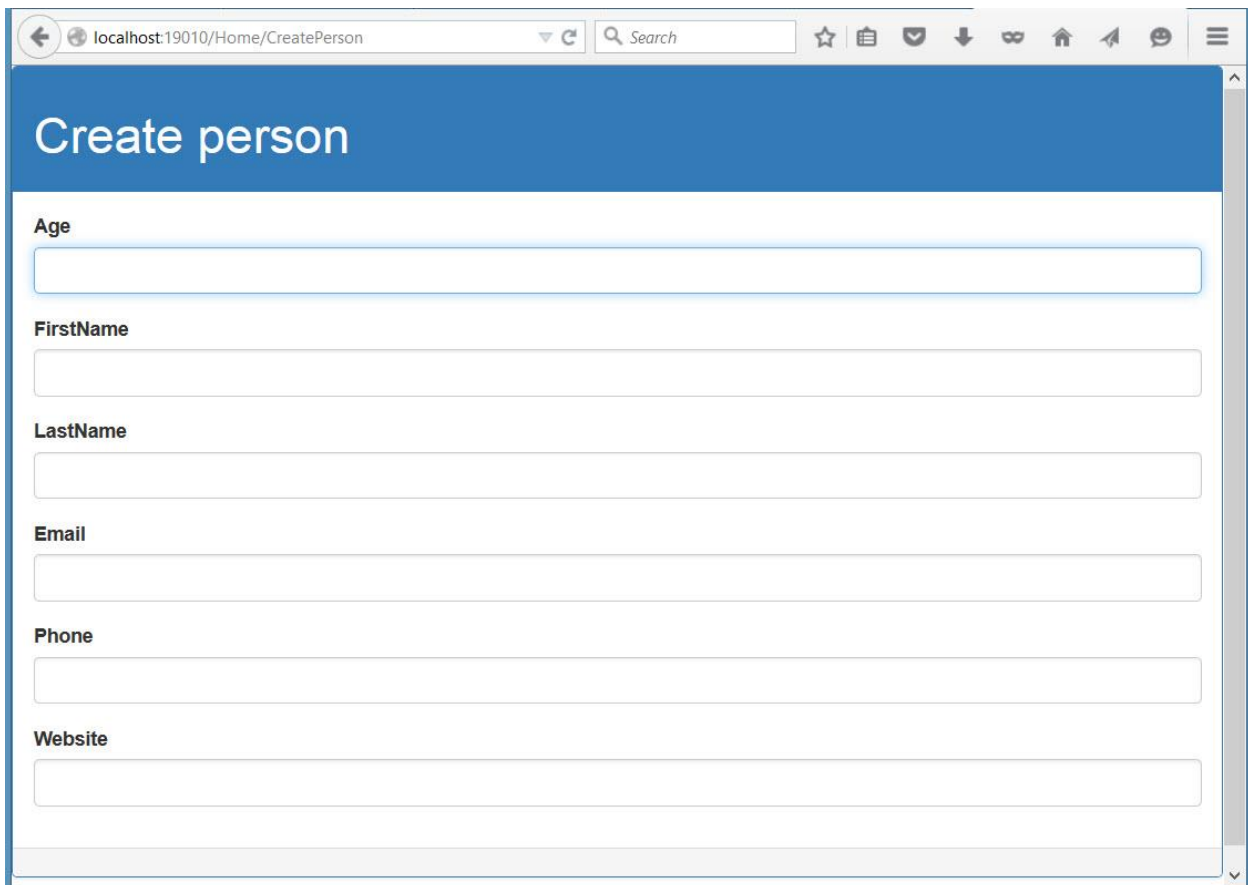 localhost:19010/Home/CreatePerson Search
Create person
Age
FirstName
LastName
Email
Phone
Website